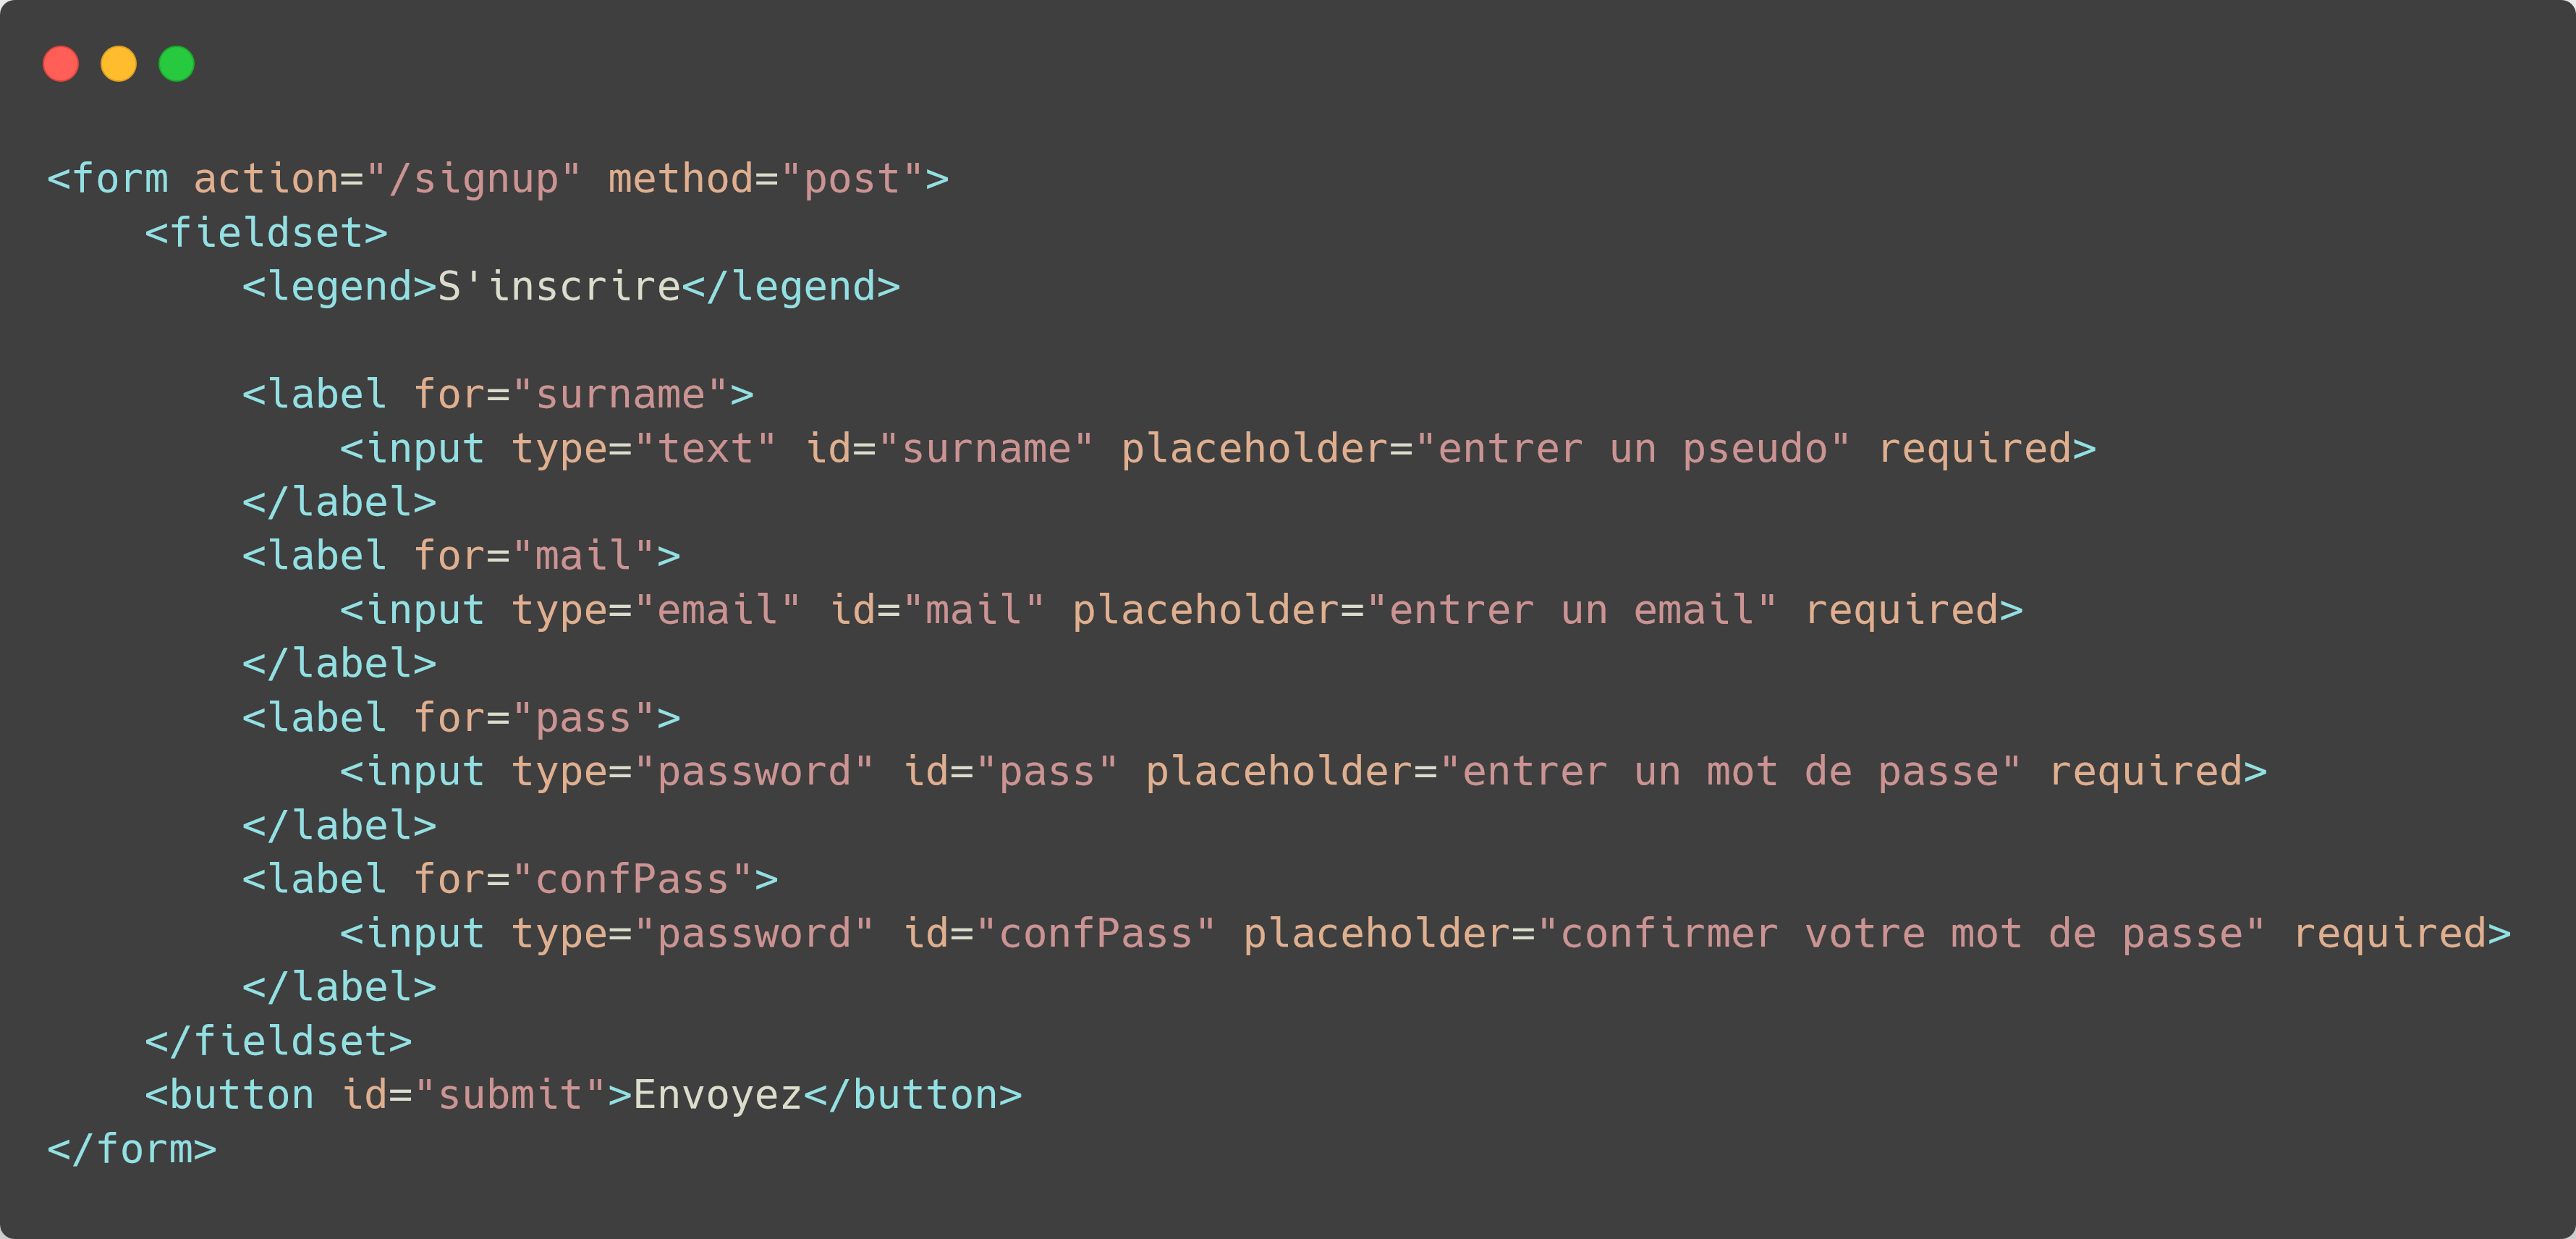 <form action="/signup" method="post">
    <fieldset>
        <legend>S'inscrire</legend>

        <label for="surname">
            <input type="text" id="surname" placeholder="entrer un pseudo" required>
        </label>
        <label for="mail">
            <input type="email" id="mail" placeholder="entrer un email" required>
        </label>
        <label for="pass">
            <input type="password" id="pass" placeholder="entrer un mot de passe" required>
        </label>
        <label for="confPass">
            <input type="password" id="confPass" placeholder="confirmer votre mot de passe" required>
        </label>
    </fieldset>
    <button id="submit">Envoyez</button>
</form>